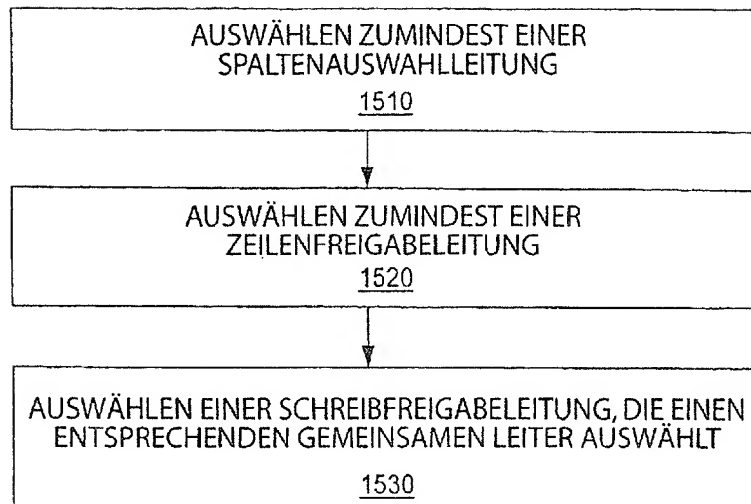 AUSWÄHLEN ZUMINDEST EINER
SPALTENAUSWAHLLEITUNG
1510
AUSWÄHLEN ZUMINDEST EINER
ZEILENFREIGABELEITUNG
1520
AUSWÄHLEN EINER SCHREIBFREIGABELEITUNG, DIE EINEN
ENTSPRECHENDEN GEMEINSAMEN LEITER AUSWÄHLT
1530